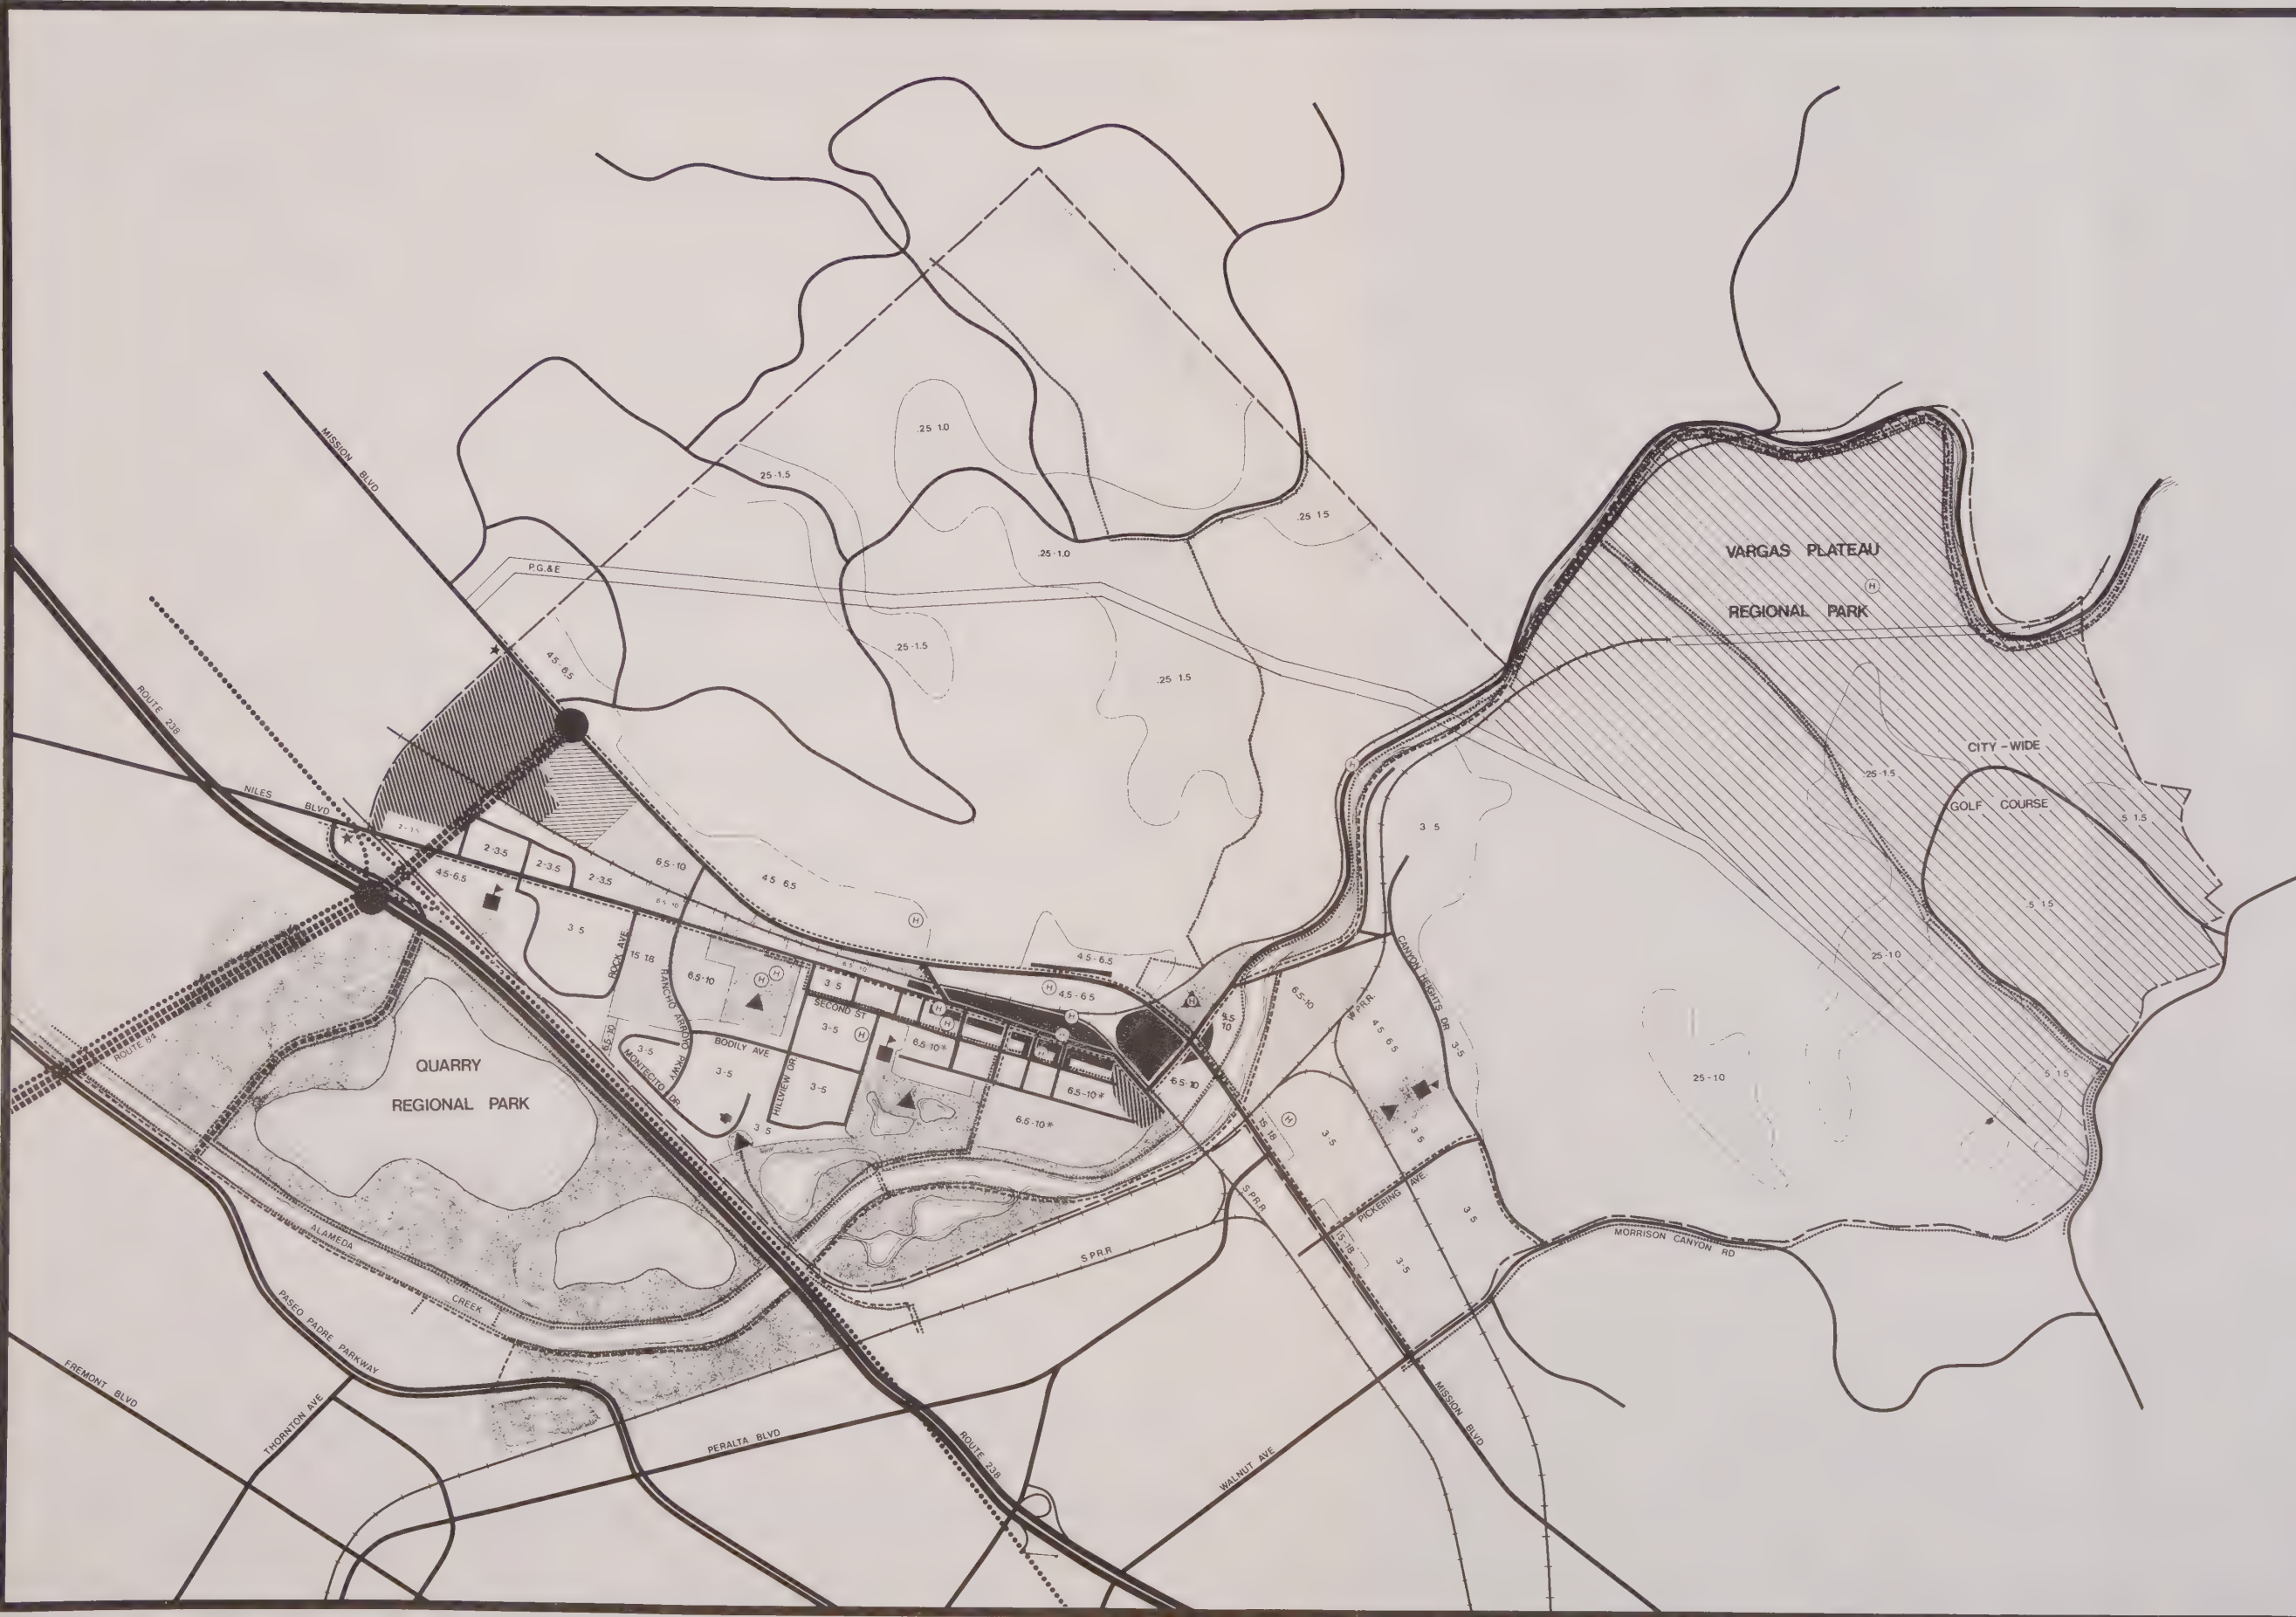 .25 1.0
MISSION BLVD
.25-1.5
.25 1.5
.25-1.0
VARGAS PLATEAU
H
REGIONAL PARK
P.G.&E
.25-1.5
4.5-6.5
.25 1.5
ROUTE 238
CITY-WIDE
H
.25-1.5
GOLF COURSE
.5 1.5
NILES BLVD
3 5
2-3.5
2-3.5
2-3.5
6.5-10
4.5-6.5
4.5 6.5
.5 1.5
H
3 5
ROCK AVE
15 18
RANCHO ARROYO PKWY
6.5-10
H
H
4.5-6.5
CANYON HEIGHTS DR
.25-1.0
3 5
H
4.5-6.5
H
6.5-10
W.P.R.R.
SECOND ST
H
H
H
6.5 10
3-5
H
H
H
4.5 6.5
6.5-10
3-5
BODILY AVE
6.5-10*
3-5
QUARRY
REGIONAL PARK
MONTECITO DR
3-5
HILLVIEW DR
3-5
6.5-10*
6.5-10
.25-1.0
.5 1.5
ROUTE 84
6.5-10*
H
15 18
3-5
3 5
3 5
PICKERING AVE
S.P.R.R
3-5
S.P.R.R
15-18
3-5
MORRISON CANYON RD
ALAMEDA
CREEK
PASEO PADRE PARKWAY
FREMONT BLVD
THORNTON AVE
PERALTA BLVD
ROUTE 238
WALNUT AVE
MISSION BLVD